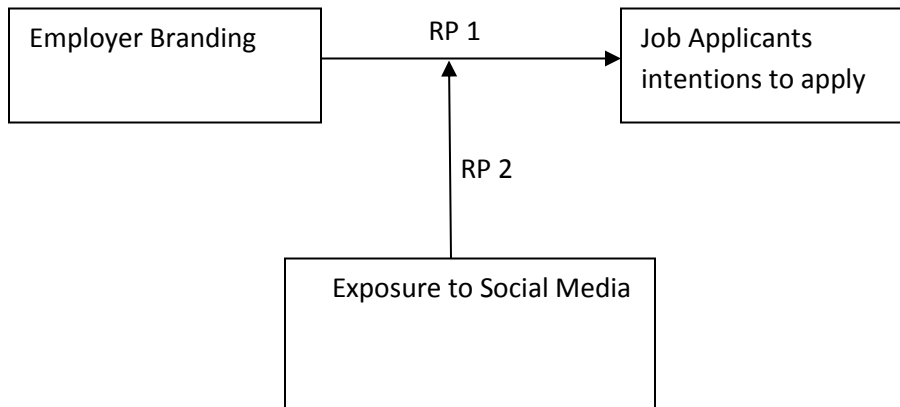 Employer Branding
RP 1
Job Applicants
intentions to apply
RP 2
Exposure to Social Media